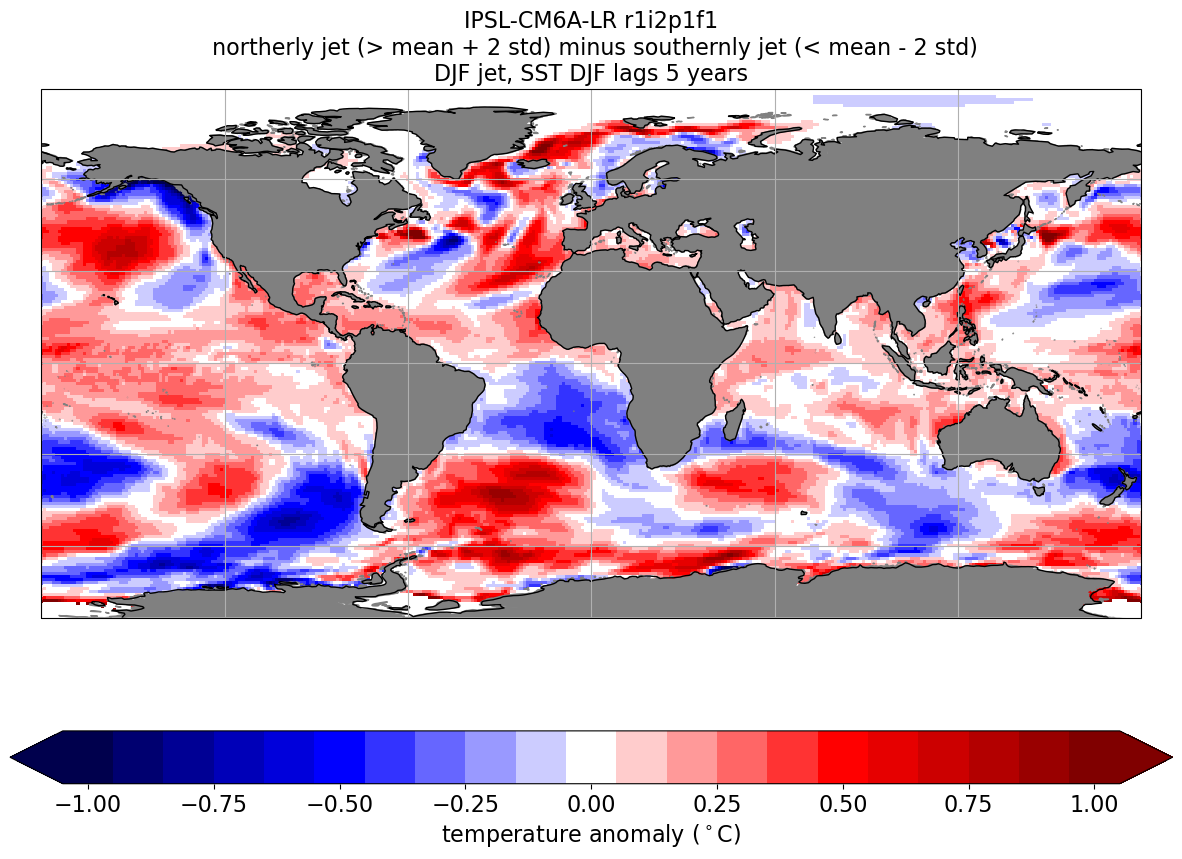 IPSL-CM6A-LR r1i2p1f1
northerly jet (> mean + 2 std) minus southernly jet (< mean - 2 std)
DJF jet, SST DJF lags 5 years
−1.00 −0.75 −0.50 −0.25 0.00 0.25 0.50 0.75 1.00
temperature anomaly (°C)